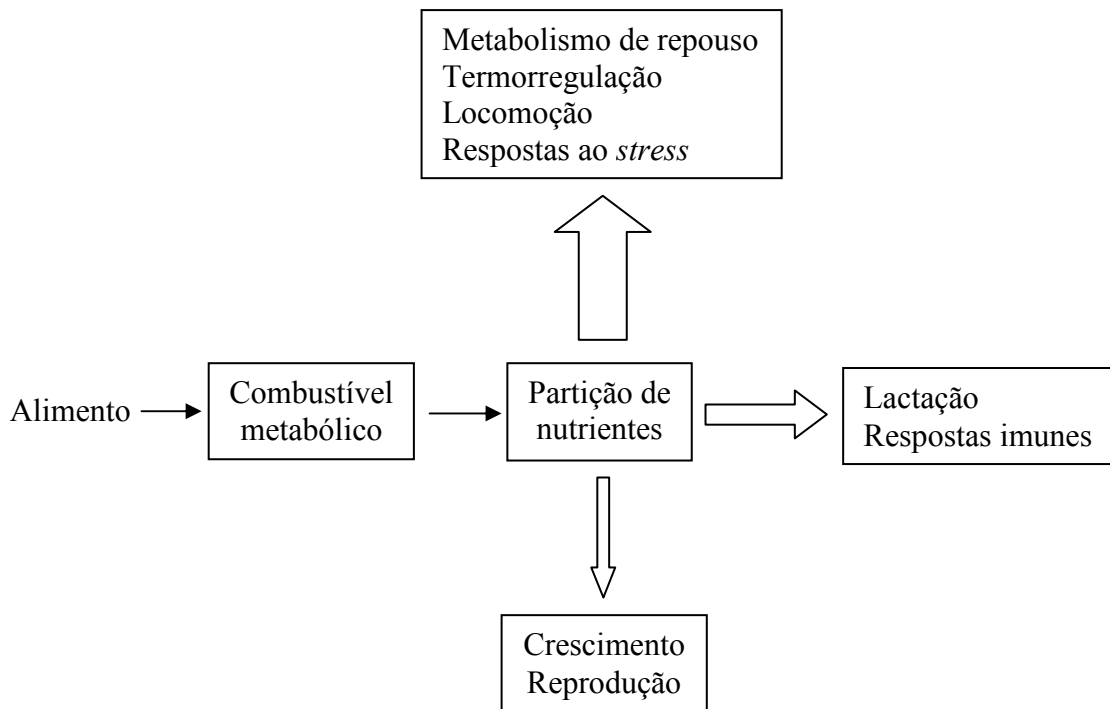 Metabolismo de repouso
Termorregulação
Locomoção
Respostas ao stress
Alimento
Combustível
metabólico
Partição de
nutrientes
Lactação
Respostas imunes
Crescimento
Reprodução